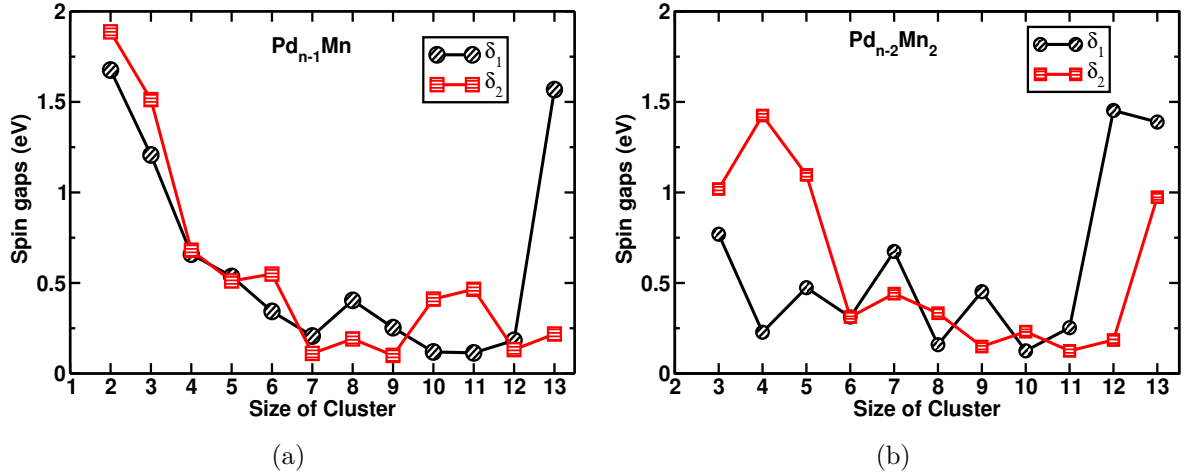 2
1.5
1
0.5
0
Spin gaps (eV)
Pd_{n-1}Mn
δ_1
δ_2
1 2 3 4 5 6 7 8 9 10 11 12 13
Size of Cluster
(a)
2
1.5
1
0.5
0
Spin gaps (eV)
Pd_{n-2}Mn_2
δ_1
δ_2
2 3 4 5 6 7 8 9 10 11 12 13
Size of Cluster
(b)